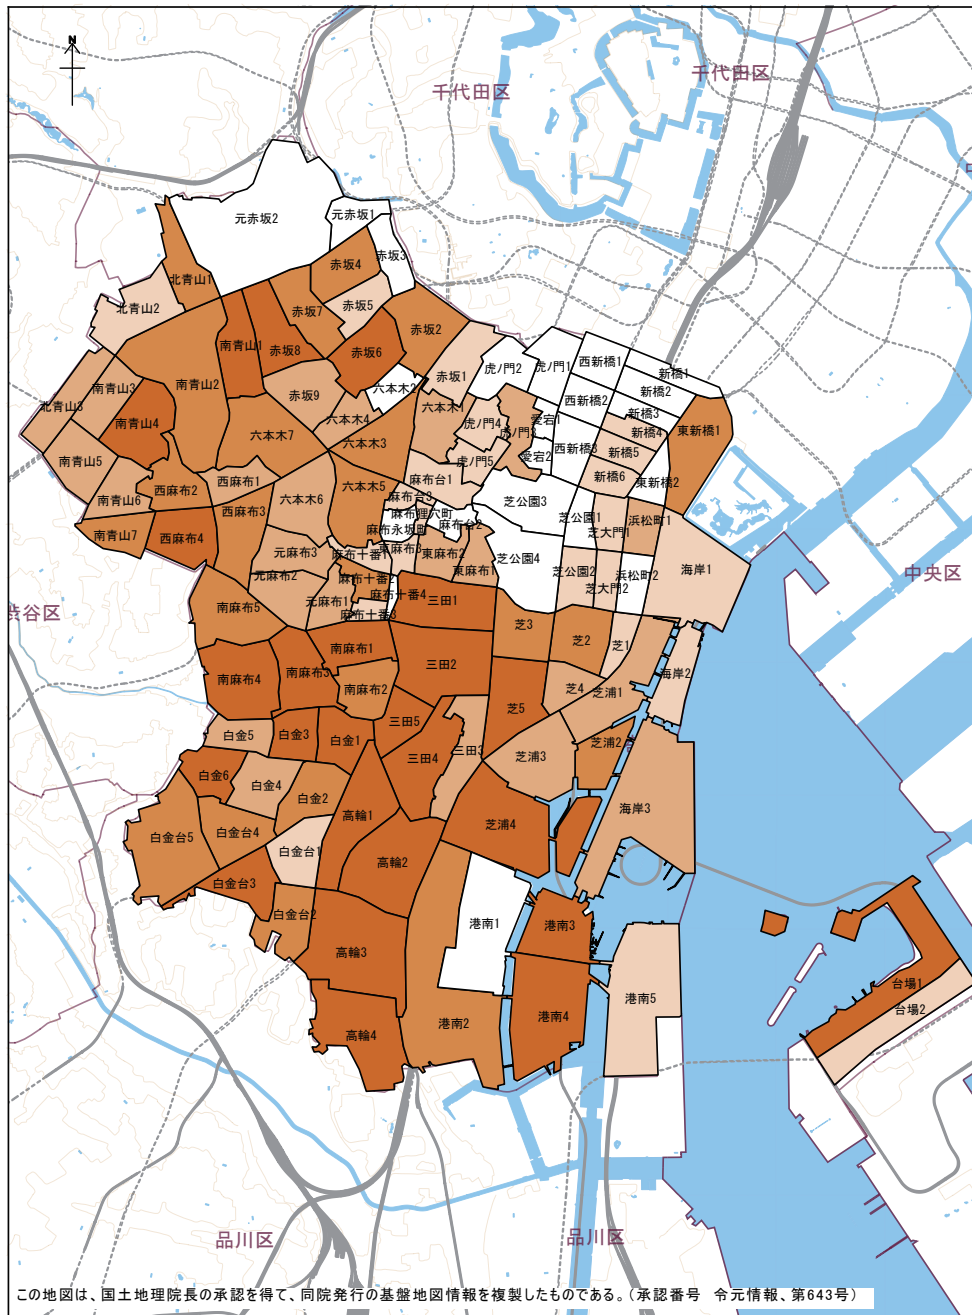 N
千代田区
千代田区
元赤坂2
元赤坂1
赤坂3
赤坂4
北青山1
赤坂5
北青山2
赤坂7
赤坂2
南青山1
赤坂8
赤坂6
虎ノ門2
虎ノ門1
西新橋1
新橋1
赤坂1
南青山3
南青山2
六本木2
新橋2
赤坂9
西新橋2
北青山3
六本木1
新橋3
南青山4
六本木4
虎ノ門4
愛宕1
新橋4
東新橋1
六本木7
六本木3
虎ノ門3
西新橋3
新橋5
南青山5
虎ノ門5
愛宕2
西麻布1
麻布台1
新橋6
東新橋2
南青山6
西麻布2
六本木6
六本木5
麻布台3
芝公園3
西麻布3
麻布狸穴町
芝公園1
浜松町1
南青山7
西麻布4
麻布永坂町
麻布台2
芝大門1
元麻布3
麻布十番1
東麻布3
東麻布2
芝公園4
海岸1
中央区
元麻布2
麻布十番2
東麻布1
芝公園2
浜松町2
渋谷区
南麻布5
元麻布1
麻布十番4
芝大門2
麻布十番3
三田1
芝3
芝2
芝1
南麻布1
三田2
南麻布4
南麻布3
南麻布2
芝4
芝浦1
海岸2
芝5
白金5
白金3
白金1
三田5
三田3
芝浦2
三田4
芝浦3
白金6
白金4
白金2
海岸3
高輪1
芝浦4
白金台5
白金台4
白金台1
高輪2
白金台3
白金台2
港南1
港南3
高輪3
台場1
港南5
台場2
高輪4
港南2
港南4
品川区
品川区
この地図は、国土地理院長の承認を得て、同院発行の基盤地図情報を複製したものである。(承認番号　令元情報、第643号)